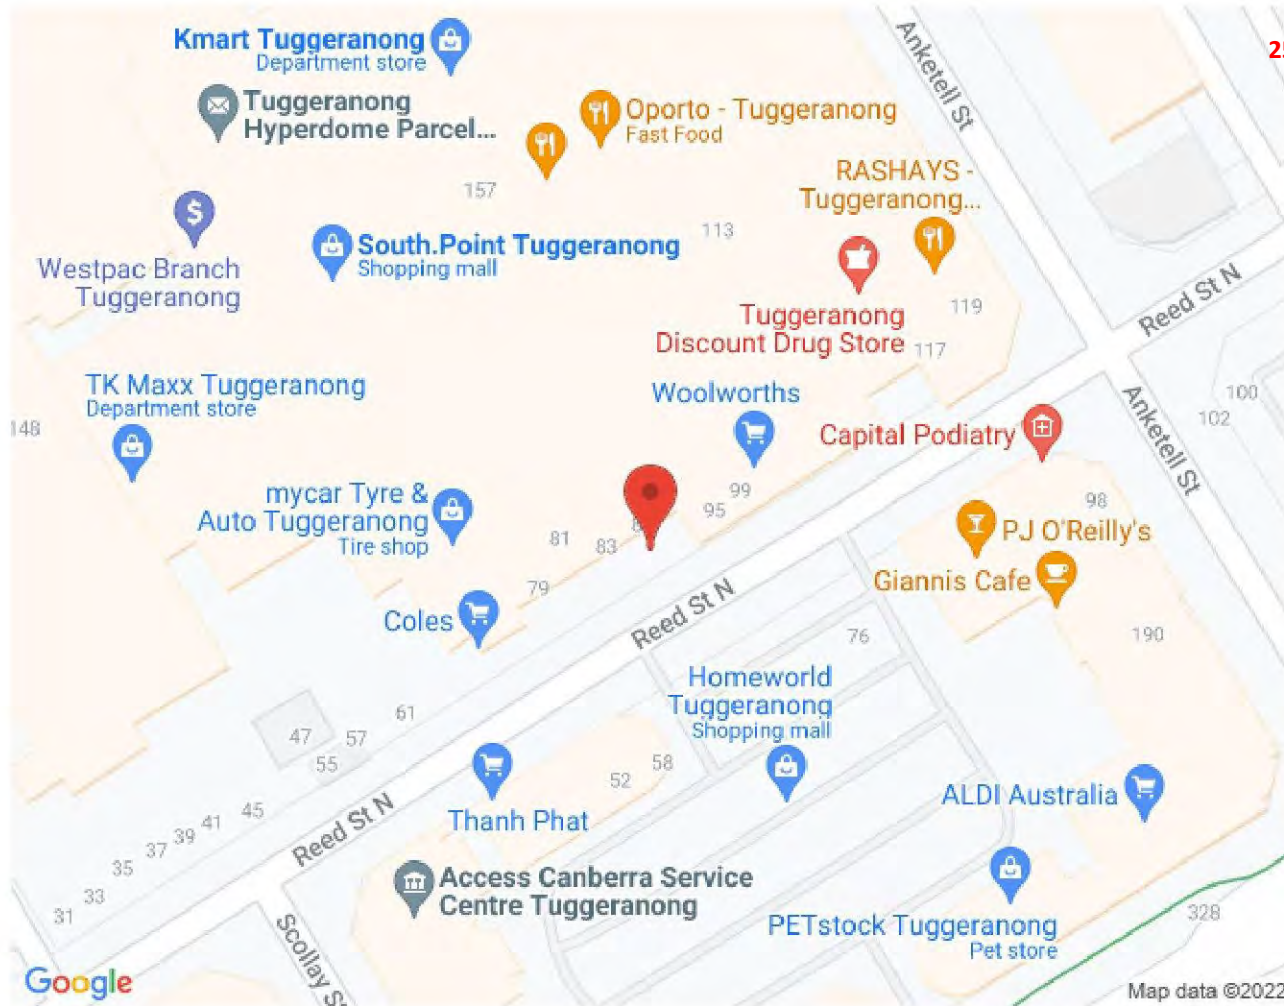 Kmart Tuggeranong
Department store
Anketell St
Tuggeranong
Hyperdome Parcel...
Oporto - Tuggeranong
Fast Food
RASHAYS -
Tuggeranong...
157
113
South.Point Tuggeranong
Shopping mall
Westpac Branch
Tuggeranong
Reed St N
119
Tuggeranong
Discount Drug Store
117
TK Maxx Tuggeranong
Department store
Woolworths
148
Anketell St
100
102
Capital Podiatry
mycar Tyre &
Auto Tuggeranong
Tire shop
99
95
98
81
83
PJ O'Reilly's
Giannis Cafe
79
Coles
Reed St N
76
190
Homeworld
Tuggeranong
Shopping mall
61
47
57
55
58
52
Thanh Phat
ALDI Australia
45
41
39
37
35
33
31
Reed St N
Access Canberra Service
Centre Tuggeranong
PETstock Tuggeranong
Pet store
328
Google
Map data ©2022